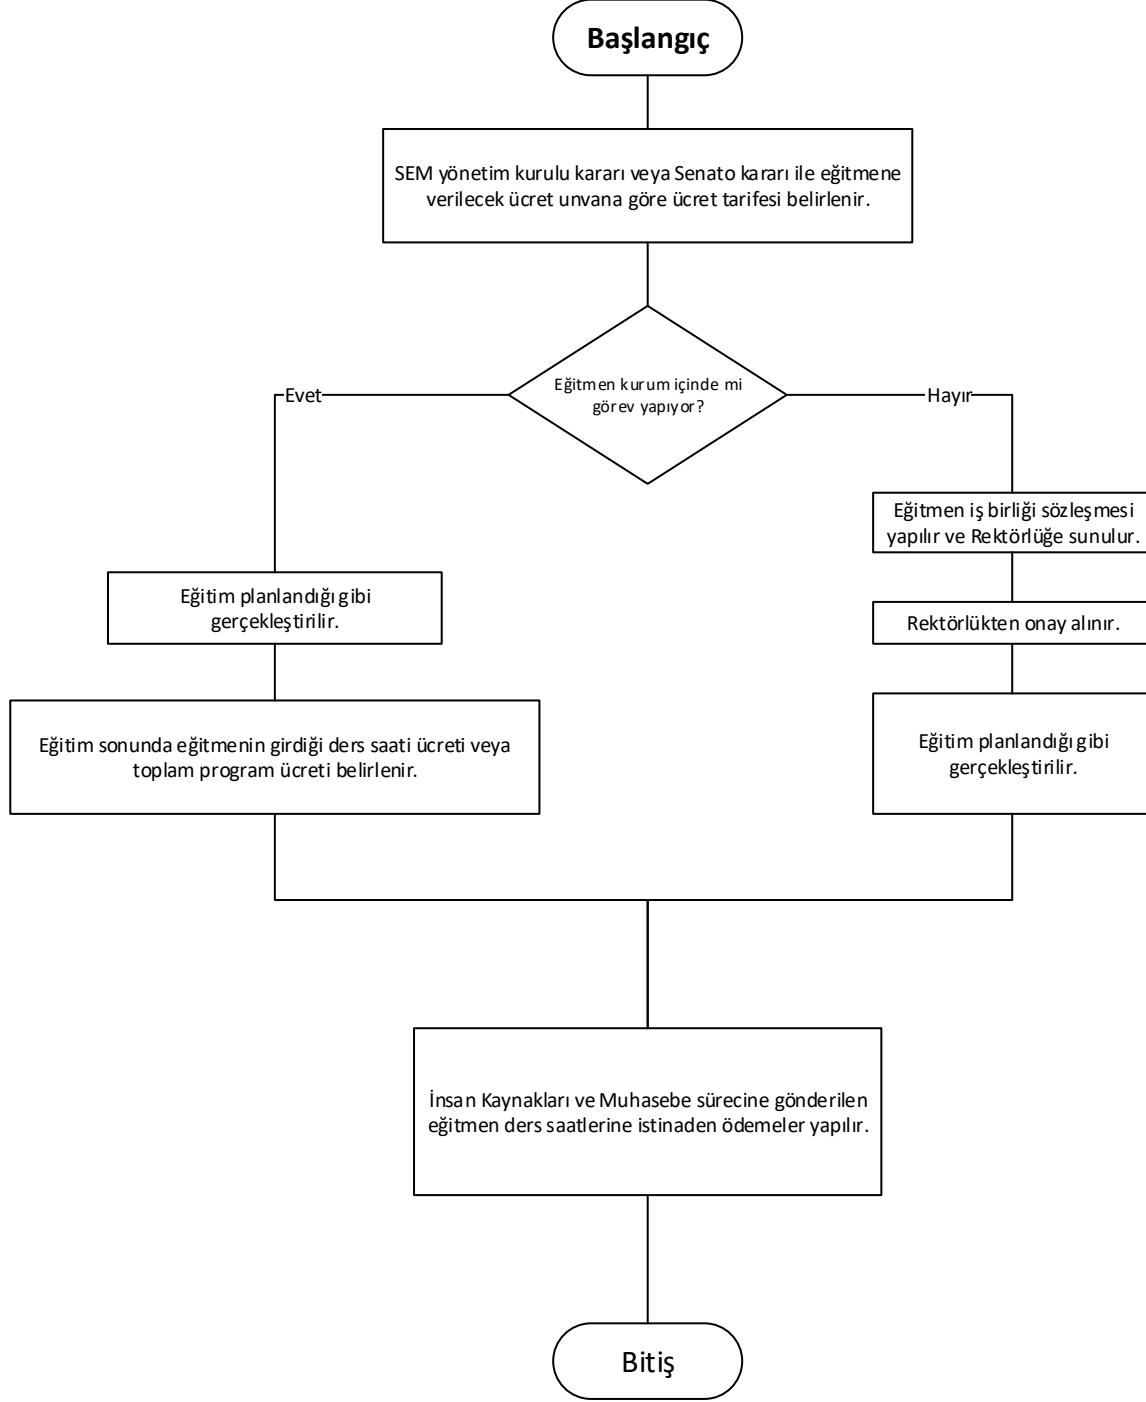 Başlangıç
SEM yönetim kurulu kararı veya Senato kararı ile eğitmene
verilecek ücret unvana göre ücret tarifesi belirlenir.
Eğitmen kurum içinde mi
görev yapıyor?
Evet
Hayır
Eğitmen iş birliği sözleşmesi
yapılır ve Rektörlüğe sunulur.
Eğitim planlandığı gibi
gerçekleştirilir.
Rektörlükten onay alınır.
Eğitim sonunda eğitmenin girdiği ders saati ücreti veya
toplam program ücreti belirlenir.
Eğitim planlandığı gibi
gerçekleştirilir.
İnsan Kaynakları ve Muhasebe sürecine gönderilen
eğitmen ders saatlerine istinaden ödemeler yapılır.
Bitiş